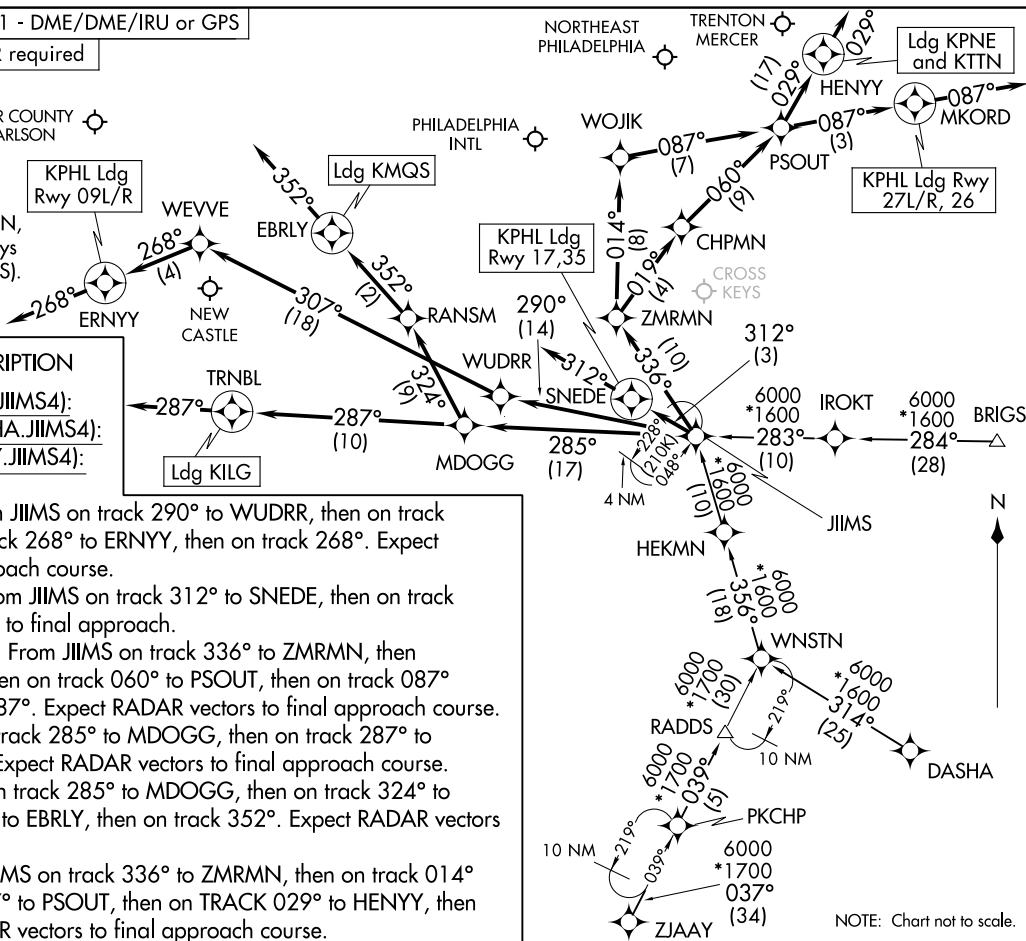 1 - DME/DME/IRU or GPS
required
NORTHEAST
PHILADELPHIA
TRENTON
MERCER
029°
(17)
029°
HENYY
Ldg KPNE
and KTTN
COUNTY
ARLSON
KPHL Ldg
Rwy 09L/R
WEVVE
352°
Ldg KMQS
PHILADELPHIA
INTL
WOJIK
087°
(7)
PSOUT
087°
(3)
MKORD
087°
KPHL Ldg Rwy
27L/R, 26
060°
(9)
EBRLY
KPHL Ldg
Rwy 17,35
014°
(8)
CHPMN
019°
(4)
CROSS
KEYS
N,
ys
S).
268°
(4)
268°
ERNYY
NEW
CASTLE
307°
(18)
352°
(2)
RANSM
290°
(14)
ZMRMN
312°
(3)
(10)
336°
312°
SNEDE
WUDRR
324°
(9)
RIPTION
JIIMS4):
HA.JIIMS4):
Y.JIIMS4):
TRNBL
287°
287°
(10)
Ldg KILG
MDOGG
285°
(17)
228°
(210K)
048°
4 NM
6000
*1600
283°
(10)
IROKT
6000
*1600
284°
(28)
BRIGS
JIIMS
6000
*1600
(10)
HEKMN
N
JIIMS on track 290° to WUDRR, then on track
ck 268° to ERNYY, then on track 268°. Expect
oach course.
om JIIMS on track 312° to SNEDE, then on track
to final approach.
From JIIMS on track 336° to ZMRMN, then
en on track 060° to PSOUT, then on track 087°
87°. Expect RADAR vectors to final approach course.
track 285° to MDOGG, then on track 287° to
Expect RADAR vectors to final approach course.
n track 285° to MDOGG, then on track 324° to
to EBRLY, then on track 352°. Expect RADAR vectors
MS on track 336° to ZMRMN, then on track 014°
7° to PSOUT, then on TRACK 029° to HENYY, then
R vectors to final approach course.
6000
*1600
356°
(18)
WNSTN
6000
*1700
(30)
RADDS
219°
10 NM
6000
*1600
314°
(25)
DASHA
6000
*1700
039°
(5)
PKCHP
219°
039°
10 NM
6000
*1700
037°
(34)
ZJAAY
NOTE: Chart not to scale.